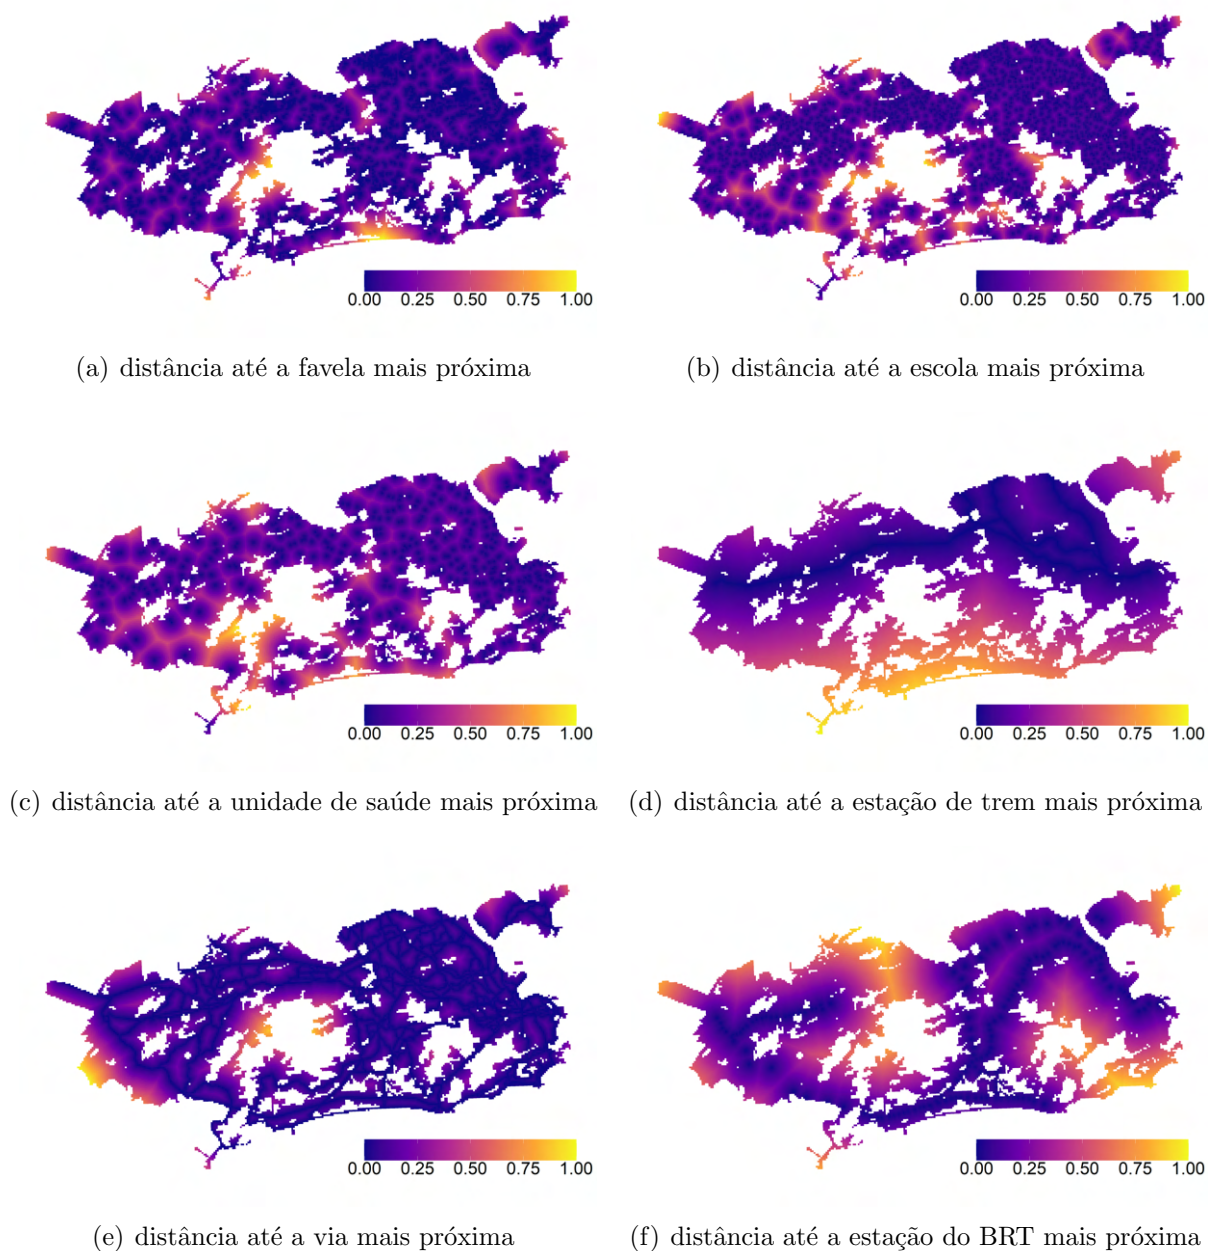 0.00 0.25 0.50 0.75 1.00
0.00 0.25 0.50 0.75 1.00
(a) distância até a favela mais próxima
(b) distância até a escola mais próxima
0.00 0.25 0.50 0.75 1.00
0.00 0.25 0.50 0.75 1.00
(c) distância até a unidade de saúde mais próxima
(d) distância até a estação de trem mais próxima
0.00 0.25 0.50 0.75 1.00
0.00 0.25 0.50 0.75 1.00
(e) distância até a via mais próxima
(f) distância até a estação do BRT mais próxima